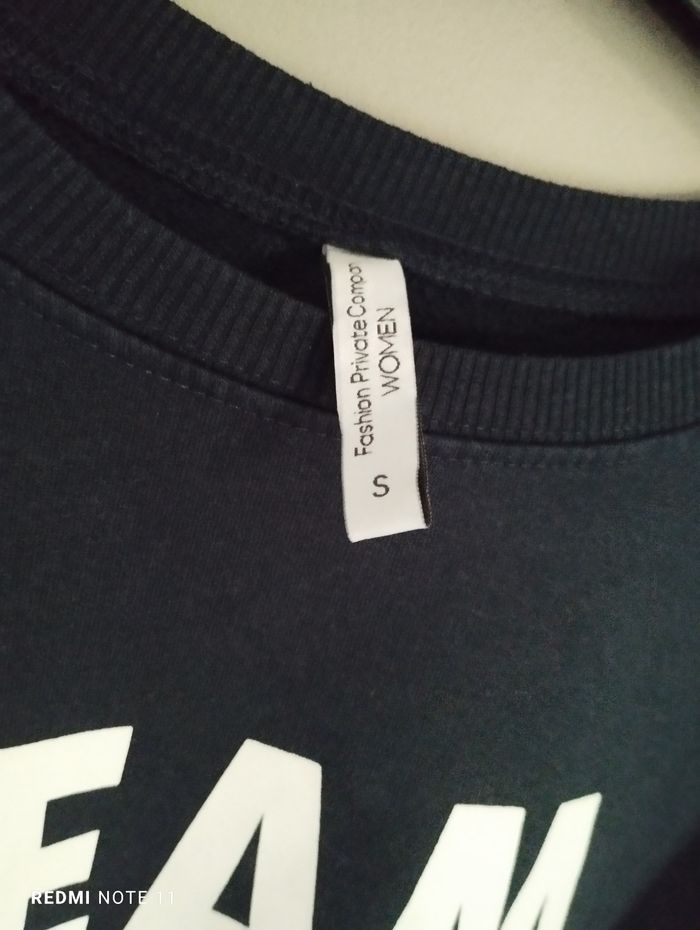 Fashion Private Compan
WOMEN
S
EAM
REDMI NOTE 11